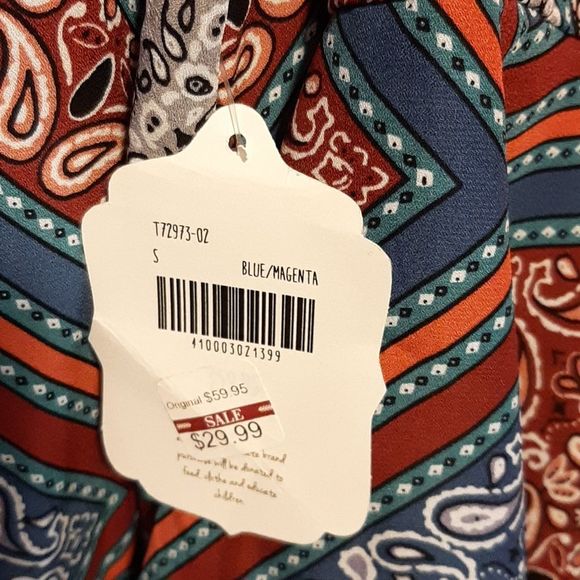 T72973-02
S
BLUE/MAGENTA
410003021399
Original $59.95
SALE
$29.99
brand
will be donated to
feed, clothe and educate
children.